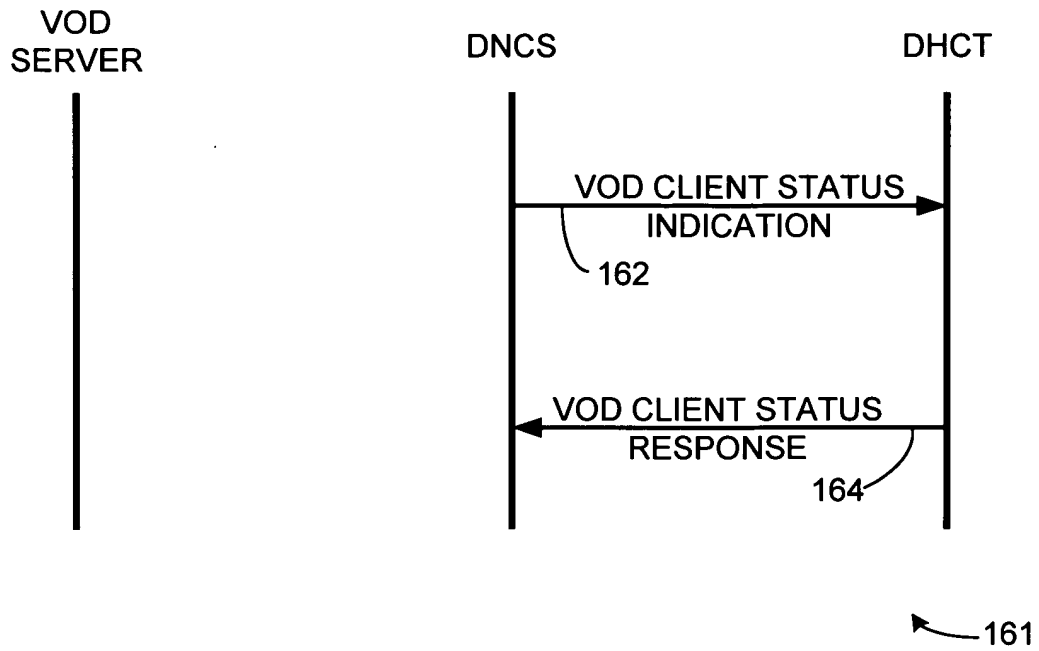 VOD
SERVER
DNCS
DHCT
VOD CLIENT STATUS
INDICATION
162
VOD CLIENT STATUS
RESPONSE
164
161